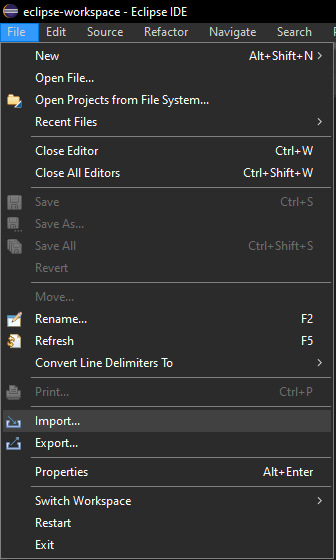 eclipse-workspace - Eclipse IDE
File Edit Source Refactor Navigate Search
New Alt+Shift+N >
Open File...
Open Projects from File System...
Recent Files >
Close Editor Ctrl+W
Close All Editors Ctrl+Shift+W
Save Ctrl+S
Save As...
Save All Ctrl+Shift+S
Revert
Move...
Rename... F2
Refresh F5
Convert Line Delimiters To >
Print... Ctrl+P
Import...
Export...
Properties Alt+Enter
Switch Workspace >
Restart
Exit